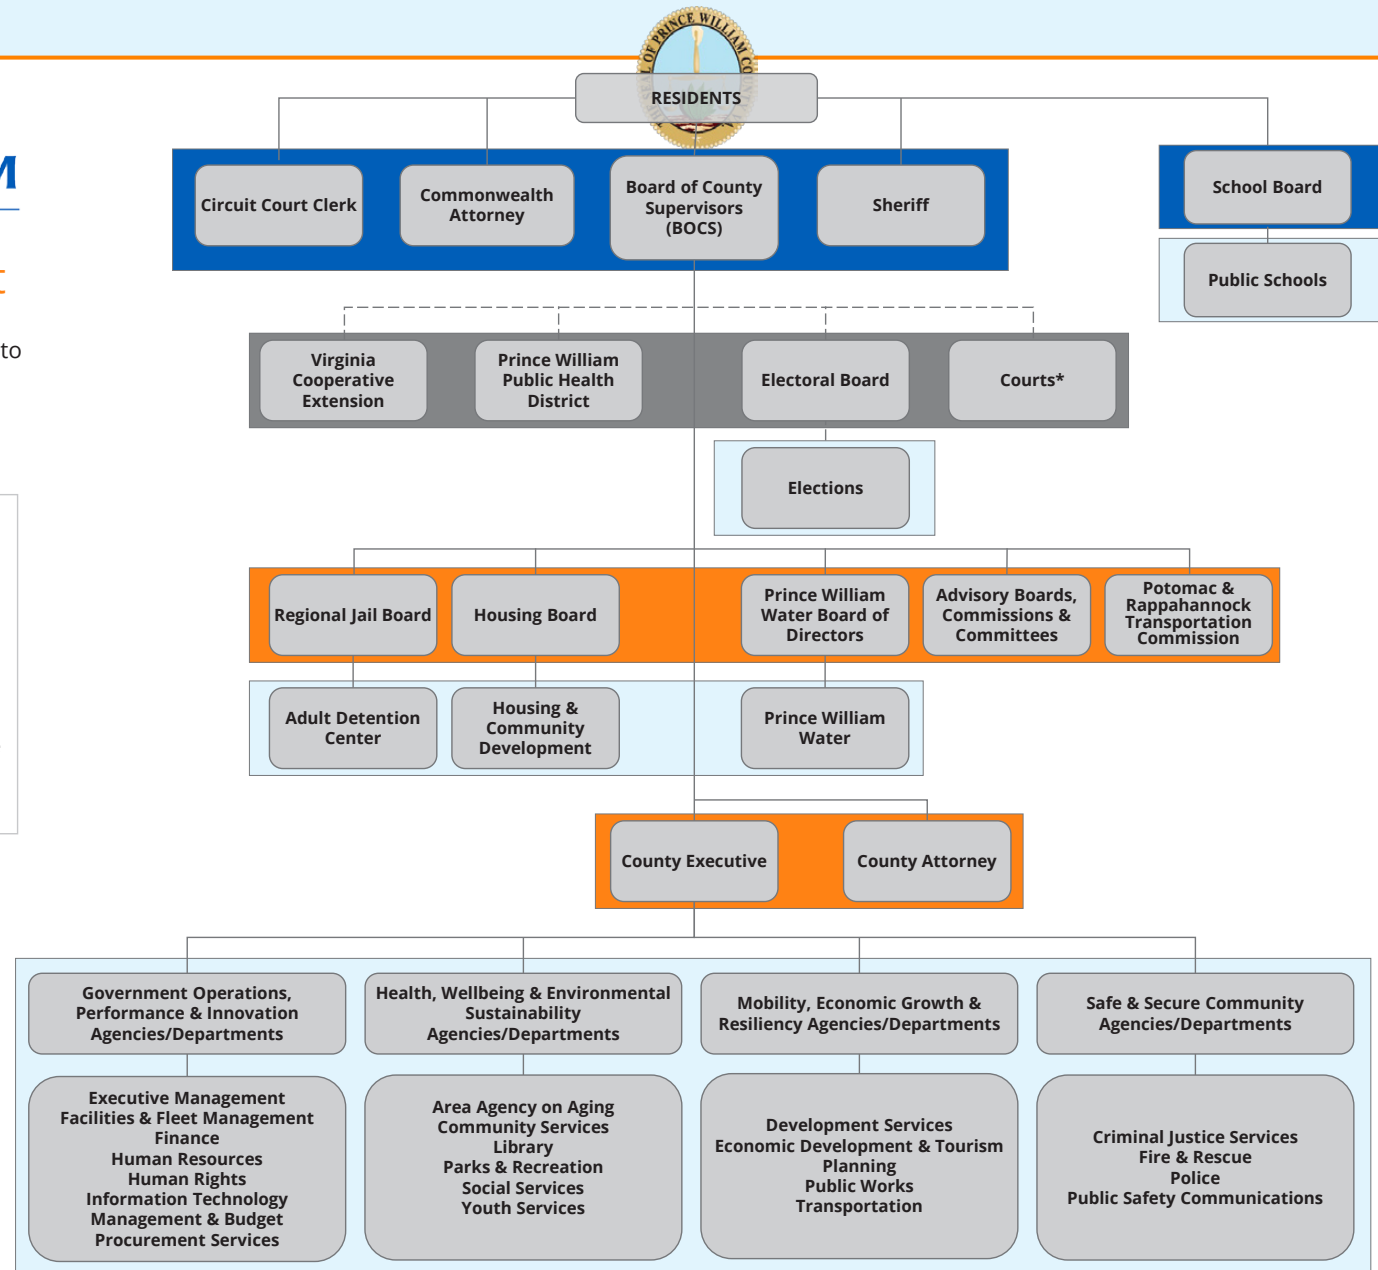 SEAL OF PRINCE WILLIAM CO
RESIDENTS
M
Circuit Court Clerk
Commonwealth
Attorney
Board of County
Supervisors
(BOCS)
Sheriff
School Board
Public Schools
t
to
Virginia
Cooperative
Extension
Prince William
Public Health
District
Electoral Board
Courts*
Elections
Regional Jail Board
Housing Board
Prince William
Water Board of
Directors
Advisory Boards,
Commissions &
Committees
Potomac &
Rappahannock
Transportation
Commission
Adult Detention
Center
Housing &
Community
Development
Prince William
Water
County Executive
County Attorney
Government Operations,
Performance & Innovation
Agencies/Departments
Health, Wellbeing & Environmental
Sustainability
Agencies/Departments
Mobility, Economic Growth &
Resiliency Agencies/Departments
Safe & Secure Community
Agencies/Departments
Executive Management
Facilities & Fleet Management
Finance
Human Resources
Human Rights
Information Technology
Management & Budget
Procurement Services
Area Agency on Aging
Community Services
Library
Parks & Recreation
Social Services
Youth Services
Development Services
Economic Development & Tourism
Planning
Public Works
Transportation
Criminal Justice Services
Fire & Rescue
Police
Public Safety Communications